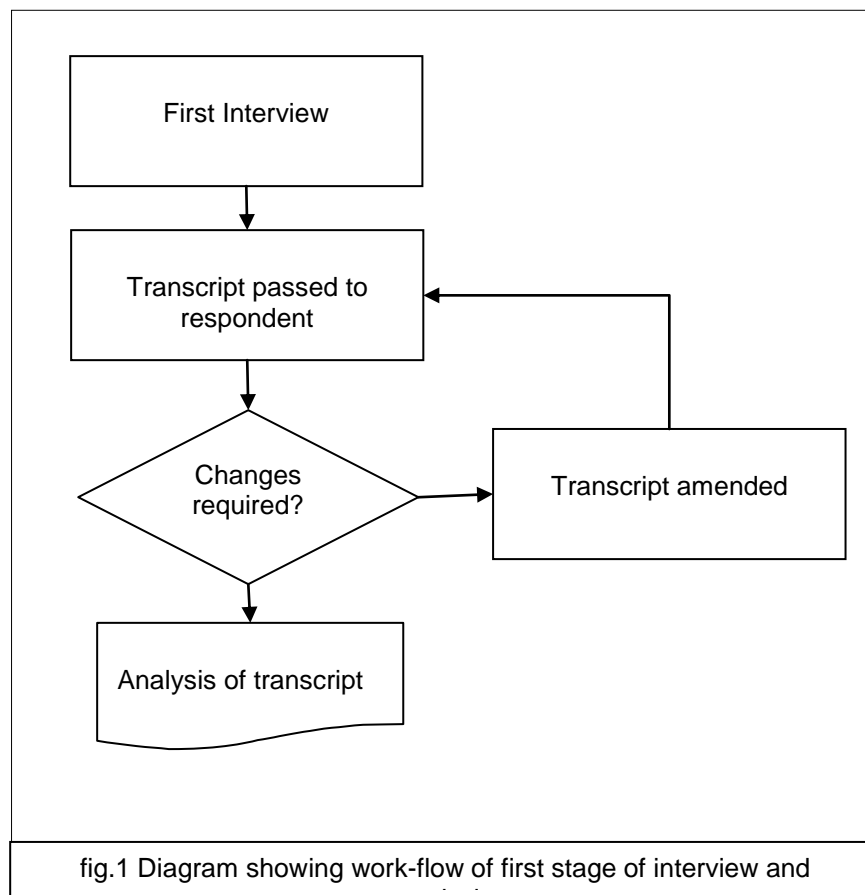 First Interview
Transcript passed to
respondent
Changes
required?
Transcript amended
Analysis of transcript
fig.1 Diagram showing work-flow of first stage of interview and